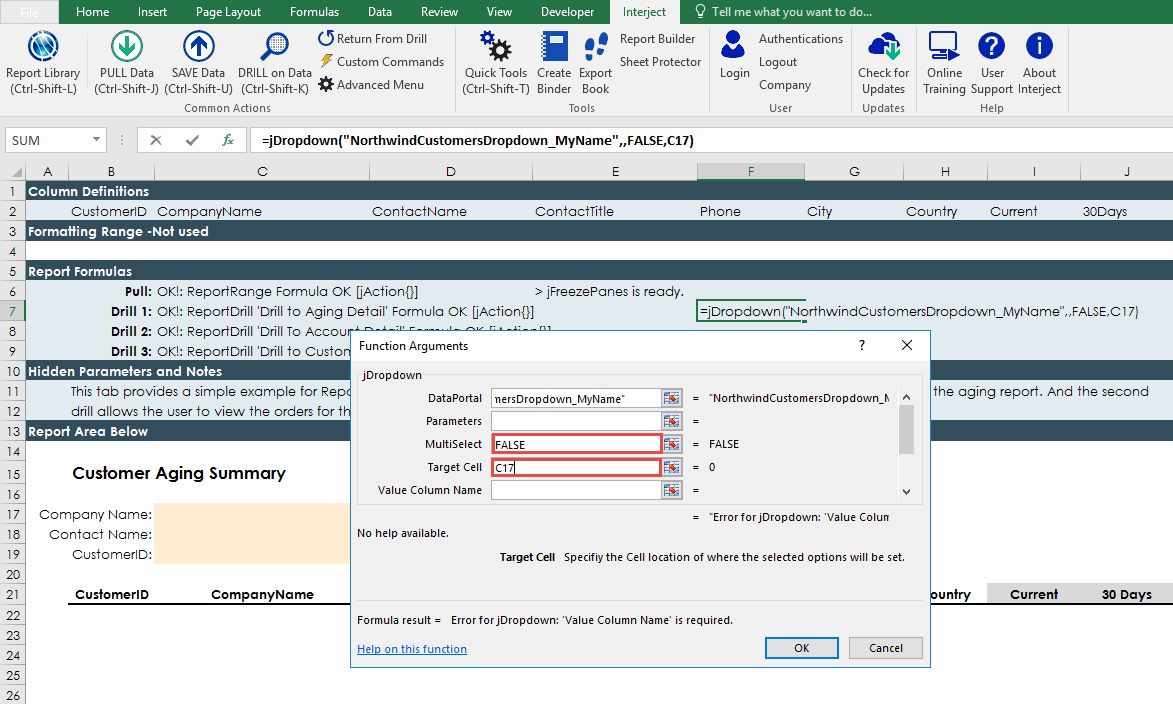 File Home Insert Page Layout Formulas Data Review View Developer Interject Tell me what you want to do...
Report Library (Ctrl-Shift-L)
PULL Data (Ctrl-Shift-J)
SAVE Data (Ctrl-Shift-U)
DRILL on Data (Ctrl-Shift-K)
Return From Drill
Custom Commands
Advanced Menu
Common Actions
Quick Tools (Ctrl-Shift-T)
Create Binder
Export Book
Report Builder
Sheet Protector
Tools
Login
Authentications
Logout
Company
User
Check for Updates
Updates
Online Training
User Support
About Interject
Help
SUM fx =jDropdown("NorthwindCustomersDropdown_MyName",,FALSE,C17)
A B C D E F G H I J
1 Column Definitions
2 CustomerID CompanyName ContactName ContactTitle Phone City Country Current 30Days
3 Formatting Range -Not used
4
5 Report Formulas
6 Pull: OK!: ReportRange Formula OK [jAction{}] > jFreezePanes is ready.
7 Drill 1: OK!: ReportDrill 'Drill to Aging Detail' Formula OK [jAction{}] =jDropdown("NorthwindCustomersDropdown_MyName",,FALSE,C17)
8 Drill 2: OK!: ReportDrill 'Drill To Account Detail' Formula OK [jAction{}]
9 Drill 3: OK!: ReportDrill 'Drill to Custo
10 Hidden Parameters and Notes
11 This tab provides a simple example for Repo the aging report. And the second
12 drill allows the user to view the orders for th
13 Report Area Below
14
15 Customer Aging Summary
16
17 Company Name:
18 Contact Name:
19 CustomerID:
20
21 CustomerID CompanyName ountry Current 30 Days
22
23
24
25
26
Function Arguments ?
jDropdown
DataPortal nersDropdown_MyName" = "NorthwindCustomersDropdown_M
Parameters =
MultiSelect FALSE = FALSE
Target Cell C17 = 0
Value Column Name =
= "Error for jDropdown: 'Value Colum
No help available.
Target Cell Specifiy the Cell location of where the selected options will be set.
Formula result = Error for jDropdown: 'Value Column Name' is required.
Help on this function OK Cancel